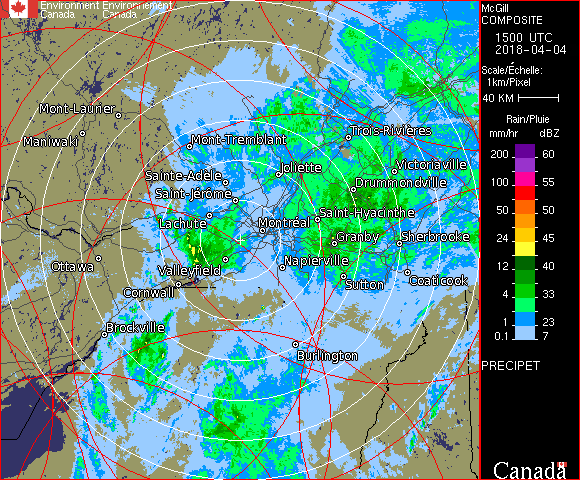 Environment Environnement
Canada Canada
McGill
COMPOSITE
1500 UTC
2018-04-04
Scale/Échelle:
1km/Pixel
40 KM
Rain/Pluie
mm/hr dBZ
200 60
100 55
50 50
45 45
24 45
12 40
4 33
1 23
0.1 7
PRECIPET
Canada
Mont-Laurier
Maniwaki
Mont-Tremblant
Trois-Rivières
Joliette
Victoriaville
Sainte-Adèle
Drummondville
Saint-Jérôme
Saint-Hyacinthe
Lachute
Montréal
Granby
Sherbrooke
Ottawa
Valleyfield
Napierville
Coaticook
Sutton
Cornwall
Brockville
Burlington